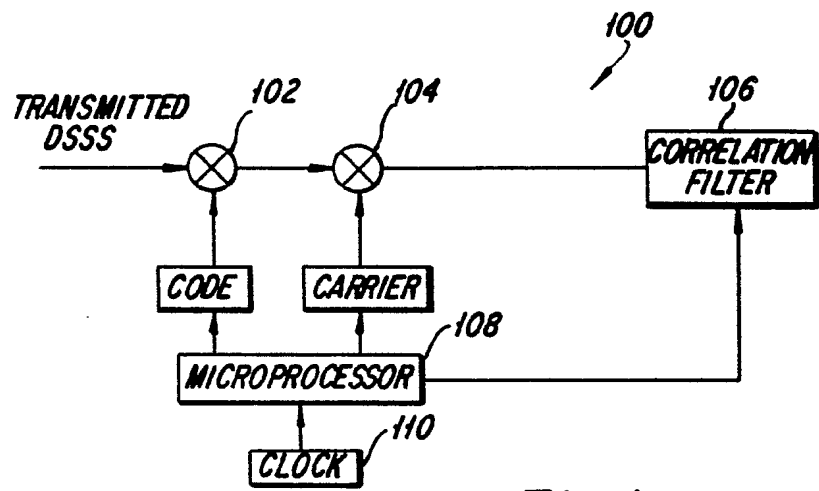 100
TRANSMITTED
DSSS
102
104
106
CORRELATION
FILTER
CODE
CARRIER
108
MICROPROCESSOR
110
CLOCK